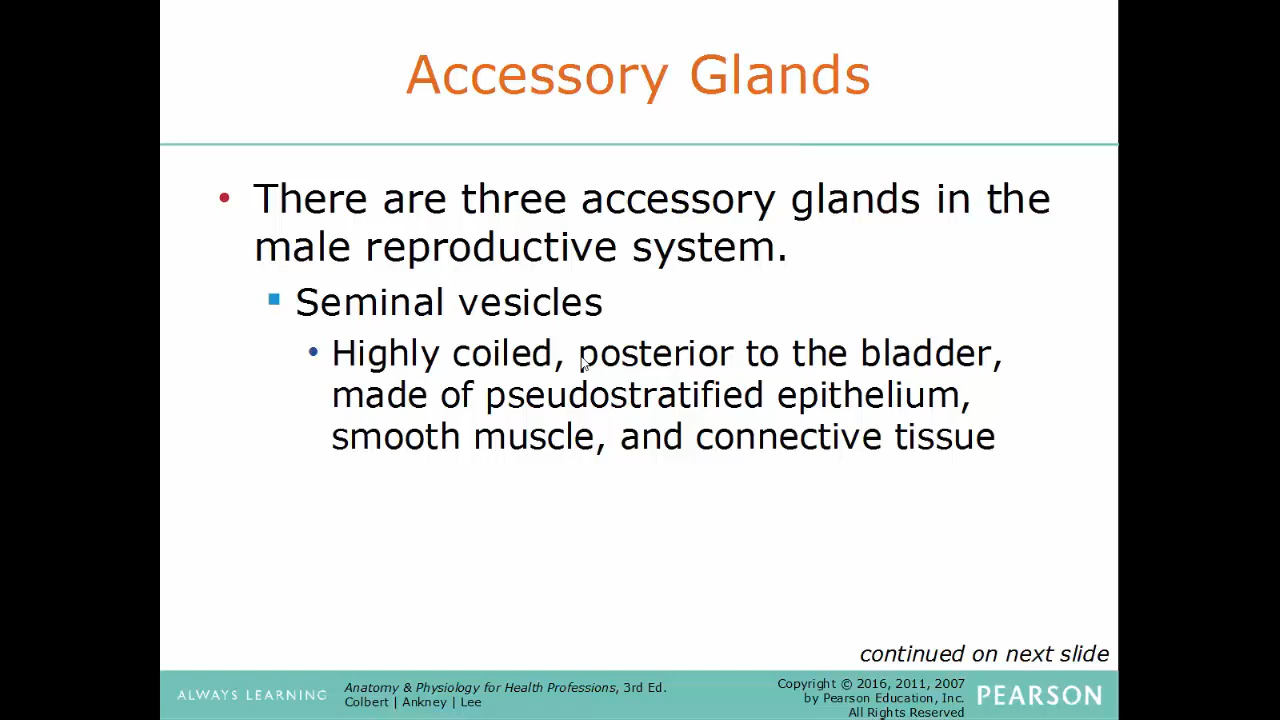 Accessory Glands
• There are three accessory glands in the
male reproductive system.
▪ Seminal vesicles
• Highly coiled, posterior to the bladder,
made of pseudostratified epithelium,
smooth muscle, and connective tissue
continued on next slide
ALWAYS LEARNING
Anatomy & Physiology for Health Professions, 3rd Ed.
Colbert | Ankney | Lee
Copyright © 2016, 2011, 2007
by Pearson Education, Inc.
All Rights Reserved
PEARSON